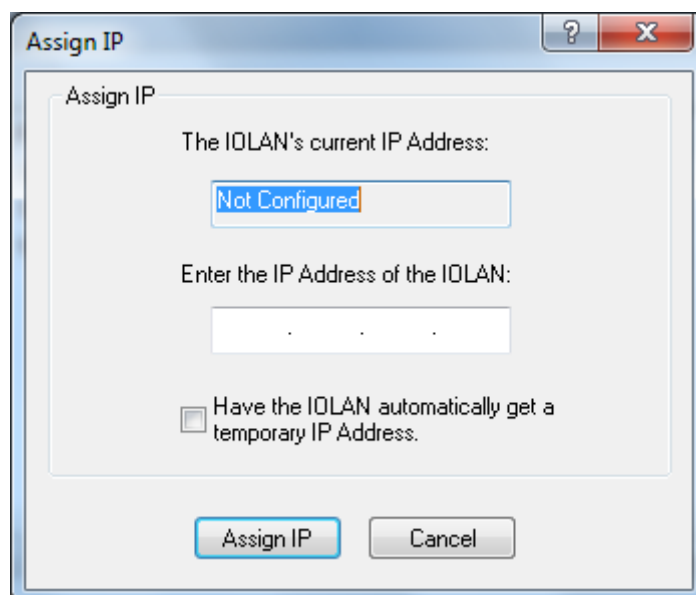 Assign IP
?
X
Assign IP
The IOLAN's current IP Address:
Not Configured
Enter the IP Address of the IOLAN:
. . .
Have the IOLAN automatically get a
temporary IP Address.
Assign IP
Cancel